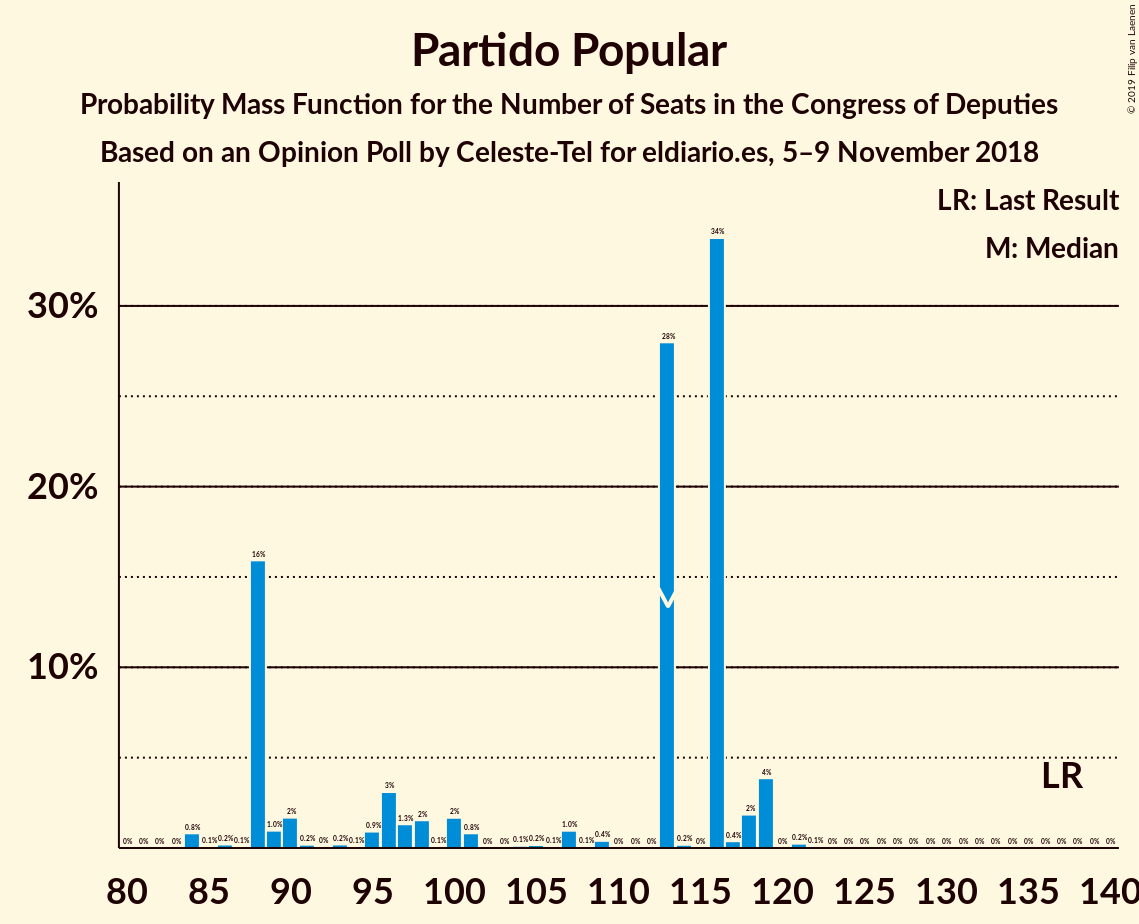 Partido Popular
Probability Mass Function for the Number of Seats in the Congress of Deputies
Based on an Opinion Poll by Celeste-Tel for eldiario.es, 5–9 November 2018
© 2019 Filip van Laenen
LR: Last Result
M: Median
30%
20%
10%
0% 0% 0% 0% 0.8% 0.1% 0.2% 0.1% 16% 1.0% 2% 0.2% 0% 0.2% 0.1% 0.9% 3% 1.3% 2% 0.1% 2% 0.8% 0% 0% 0.1% 0.2% 0.1% 1.0% 0.1% 0.4% 0% 0% 0% 28% 0.2% 0% 34% 0.4% 2% 4% 0% 0.2% 0.1% 0% 0% 0% 0% 0% 0% 0% 0% 0% 0% 0% 0% 0% 0% 0% 0% 0% 0%
LR
80 85 90 95 100 105 110 115 120 125 130 135 140